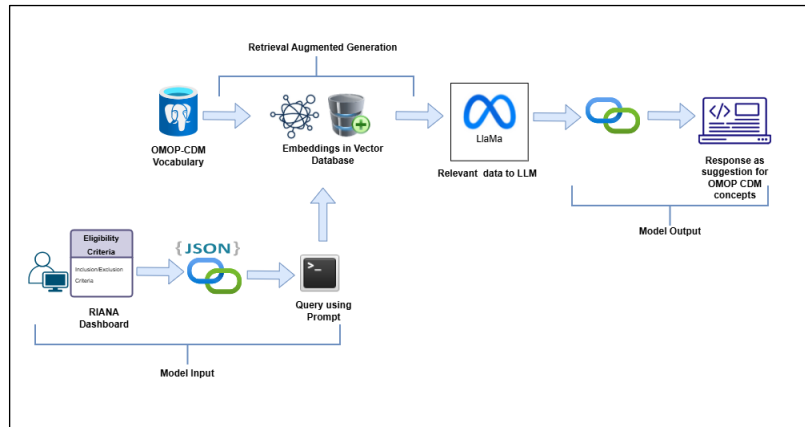 Retrieval Augmented Generation
OMOP-CDM
Vocabulary
Embeddings in Vector
Database
LlaMa
Relevant data to LLM
Response as
suggestion for
OMOP CDM
concepts
Model Output
Eligibility
Criteria
Inclusion/Exclusion
Criteria
RIANA
Dashboard
{JSON}
>_
Query using
Prompt
Model Input